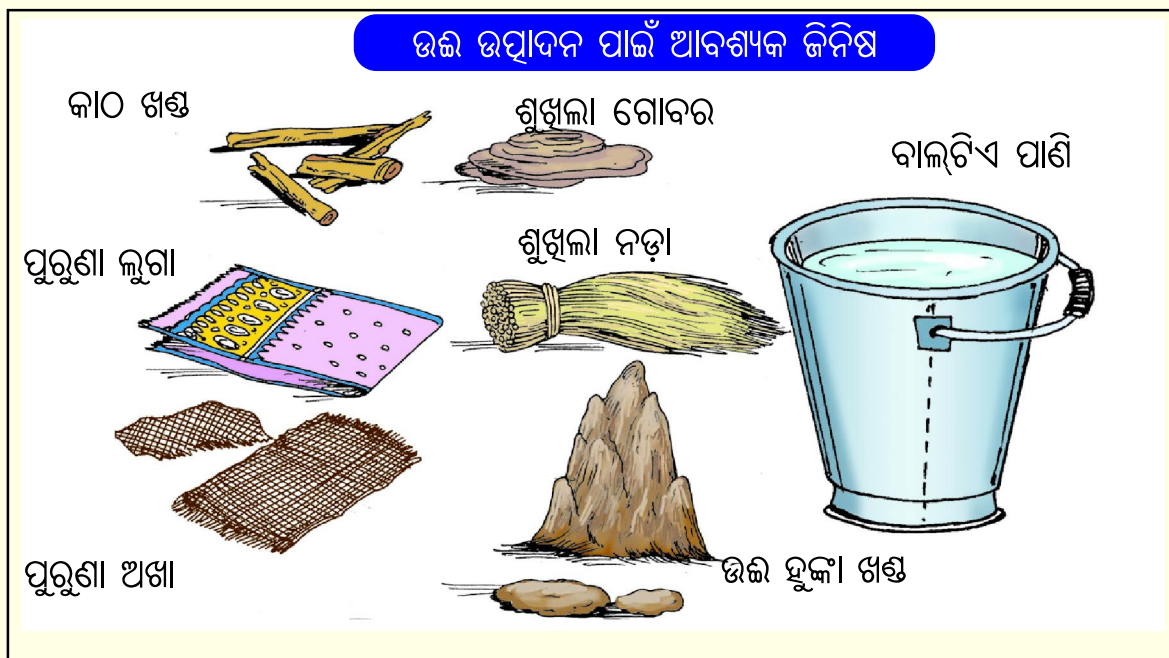 ଉଈ ଉତ୍ପାଦନ ପାଇଁ ଆବଶ୍ୟକ ଜିନିଷ
କାଠ ଖଣ୍ଡ
ଶୁଖିଲା ଗୋବର
ବାଲ୍‌ଟିଏ ପାଣି
ପୁରୁଣା ଲୁଗା
ଶୁଖିଲା ନଡ଼ା
ପୁରୁଣା ଅଖା
ଉଈ ହୁଙ୍କା ଖଣ୍ଡ